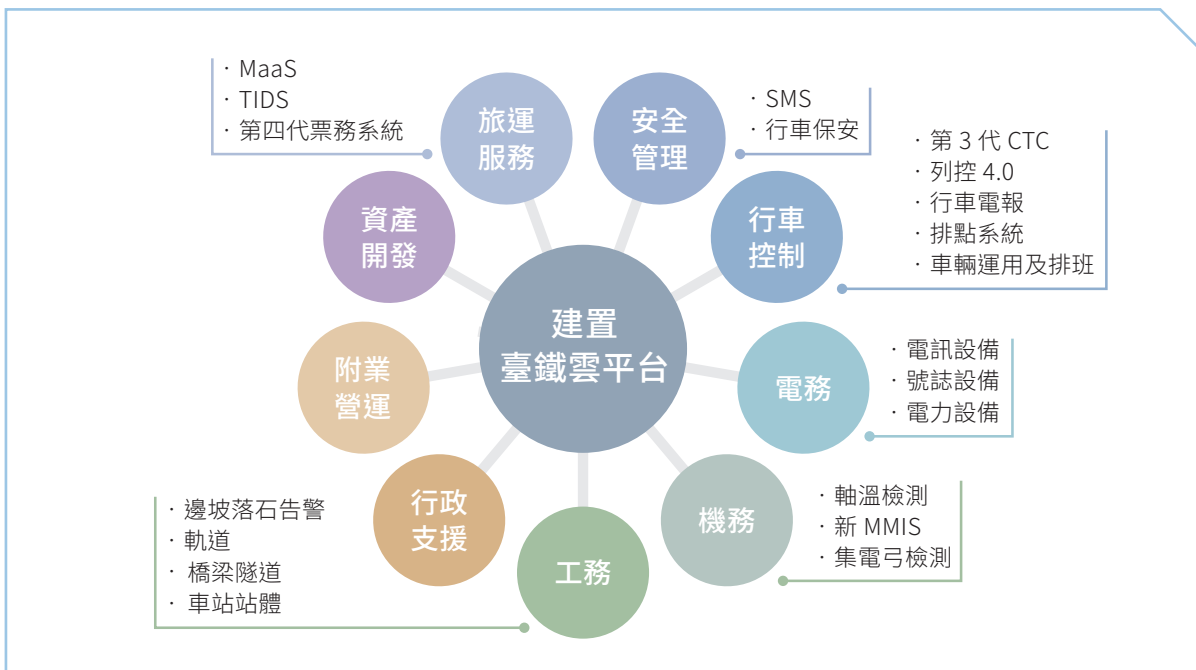 · MaaS
· TIDS
· 第四代票務系統
旅運
服務
安全
管理
· SMS
· 行車保安
資產
開發
行車
控制
· 第 3 代 CTC
· 列控 4.0
· 行車電報
· 排點系統
· 車輛運用及排班
建置
臺鐵雲平台
附業
營運
電務
· 電訊設備
· 號誌設備
· 電力設備
行政
支援
工務
機務
· 軸溫檢測
· 新 MMIS
· 集電弓檢測
· 邊坡落石告警
· 軌道
· 橋梁隧道
· 車站站體